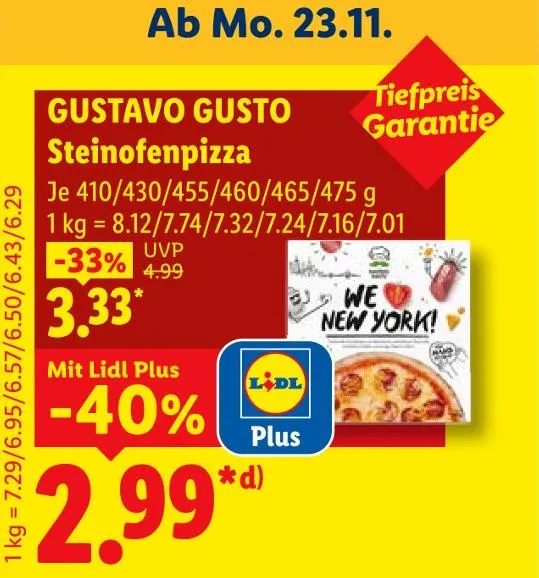 Ab Mo. 23.11.
Tiefpreis
Garantie
GUSTAVO GUSTO
Steinofenpizza
Je 410/430/455/460/465/475 g
1 kg = 8.12/7.74/7.32/7.24/7.16/7.01
-33%
UVP
4.99
3.33*
WE
NEW YORK!
Mit Lidl Plus
-40%
LIDL
Plus
2.99*d)
1 kg = 7.29/6.95/6.57/6.50/6.43/6.29